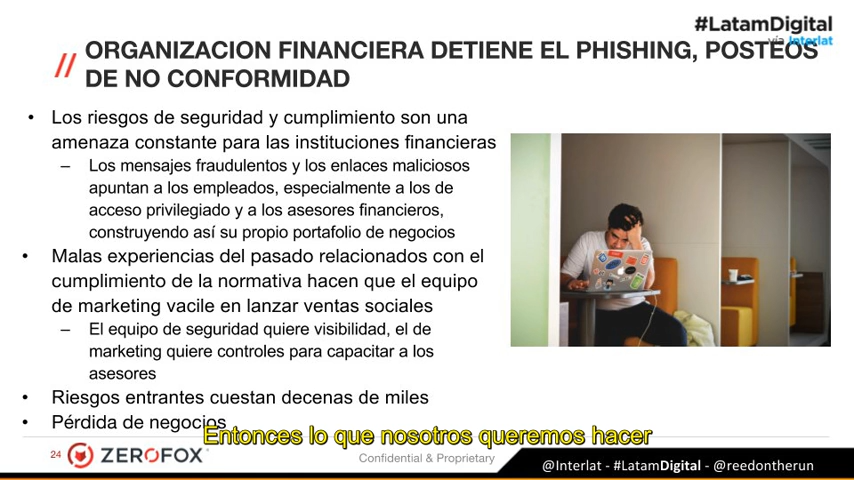 #LatamDigital
vía Interlat
// ORGANIZACION FINANCIERA DETIENE EL PHISHING, POSTEOS
DE NO CONFORMIDAD
• Los riesgos de seguridad y cumplimiento son una
amenaza constante para las instituciones financieras
– Los mensajes fraudulentos y los enlaces maliciosos
apuntan a los empleados, especialmente a los de
acceso privilegiado y a los asesores financieros,
construyendo así su propio portafolio de negocios
• Malas experiencias del pasado relacionados con el
cumplimiento de la normativa hacen que el equipo
de marketing vacile en lanzar ventas sociales
– El equipo de seguridad quiere visibilidad, el de
marketing quiere controles para capacitar a los
asesores
• Riesgos entrantes cuestan decenas de miles
• Pérdida de negocios
Entonces lo que nosotros queremos hacer
24 ZEROFOX
Confidential & Proprietary
@Interlat - #LatamDigital - @reedontherun